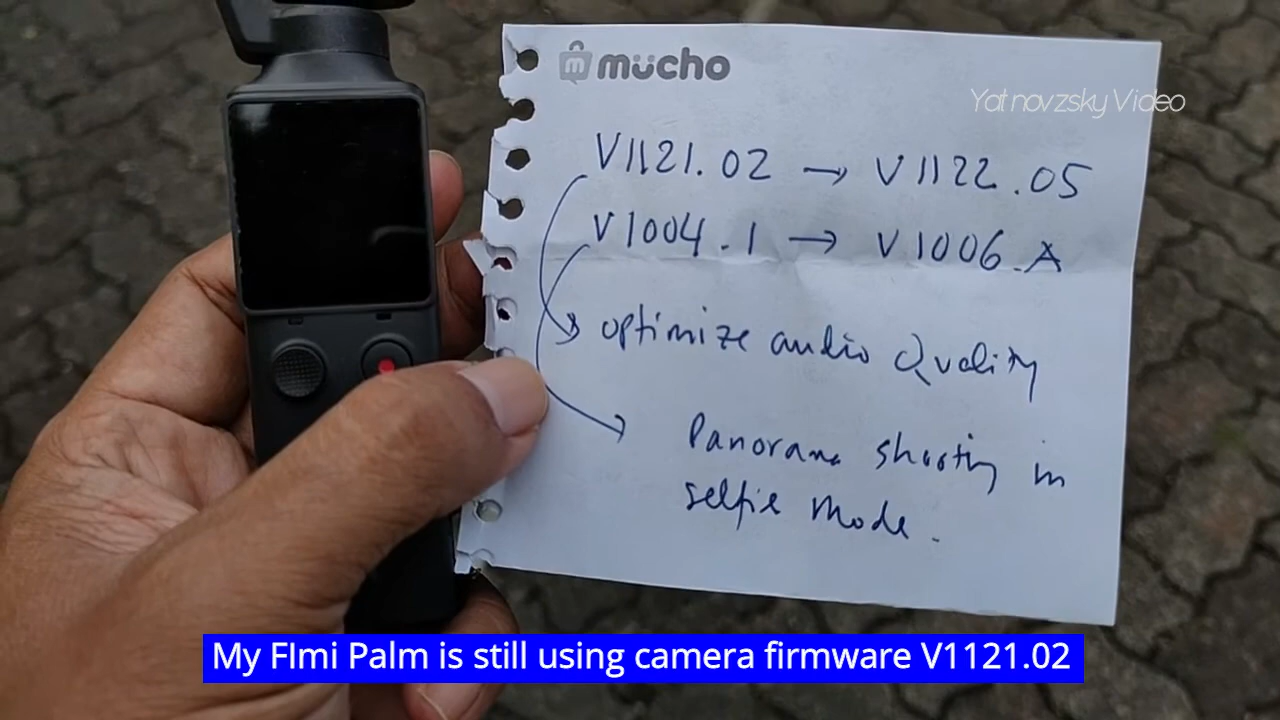 mücho
Yatnovzsky Video
V1121.02 → V1122.05
V1004.1 → V1006.A
optimize audio Quality
Panorama shooting in
selfie mode.
My FImi Palm is still using camera firmware V1121.02